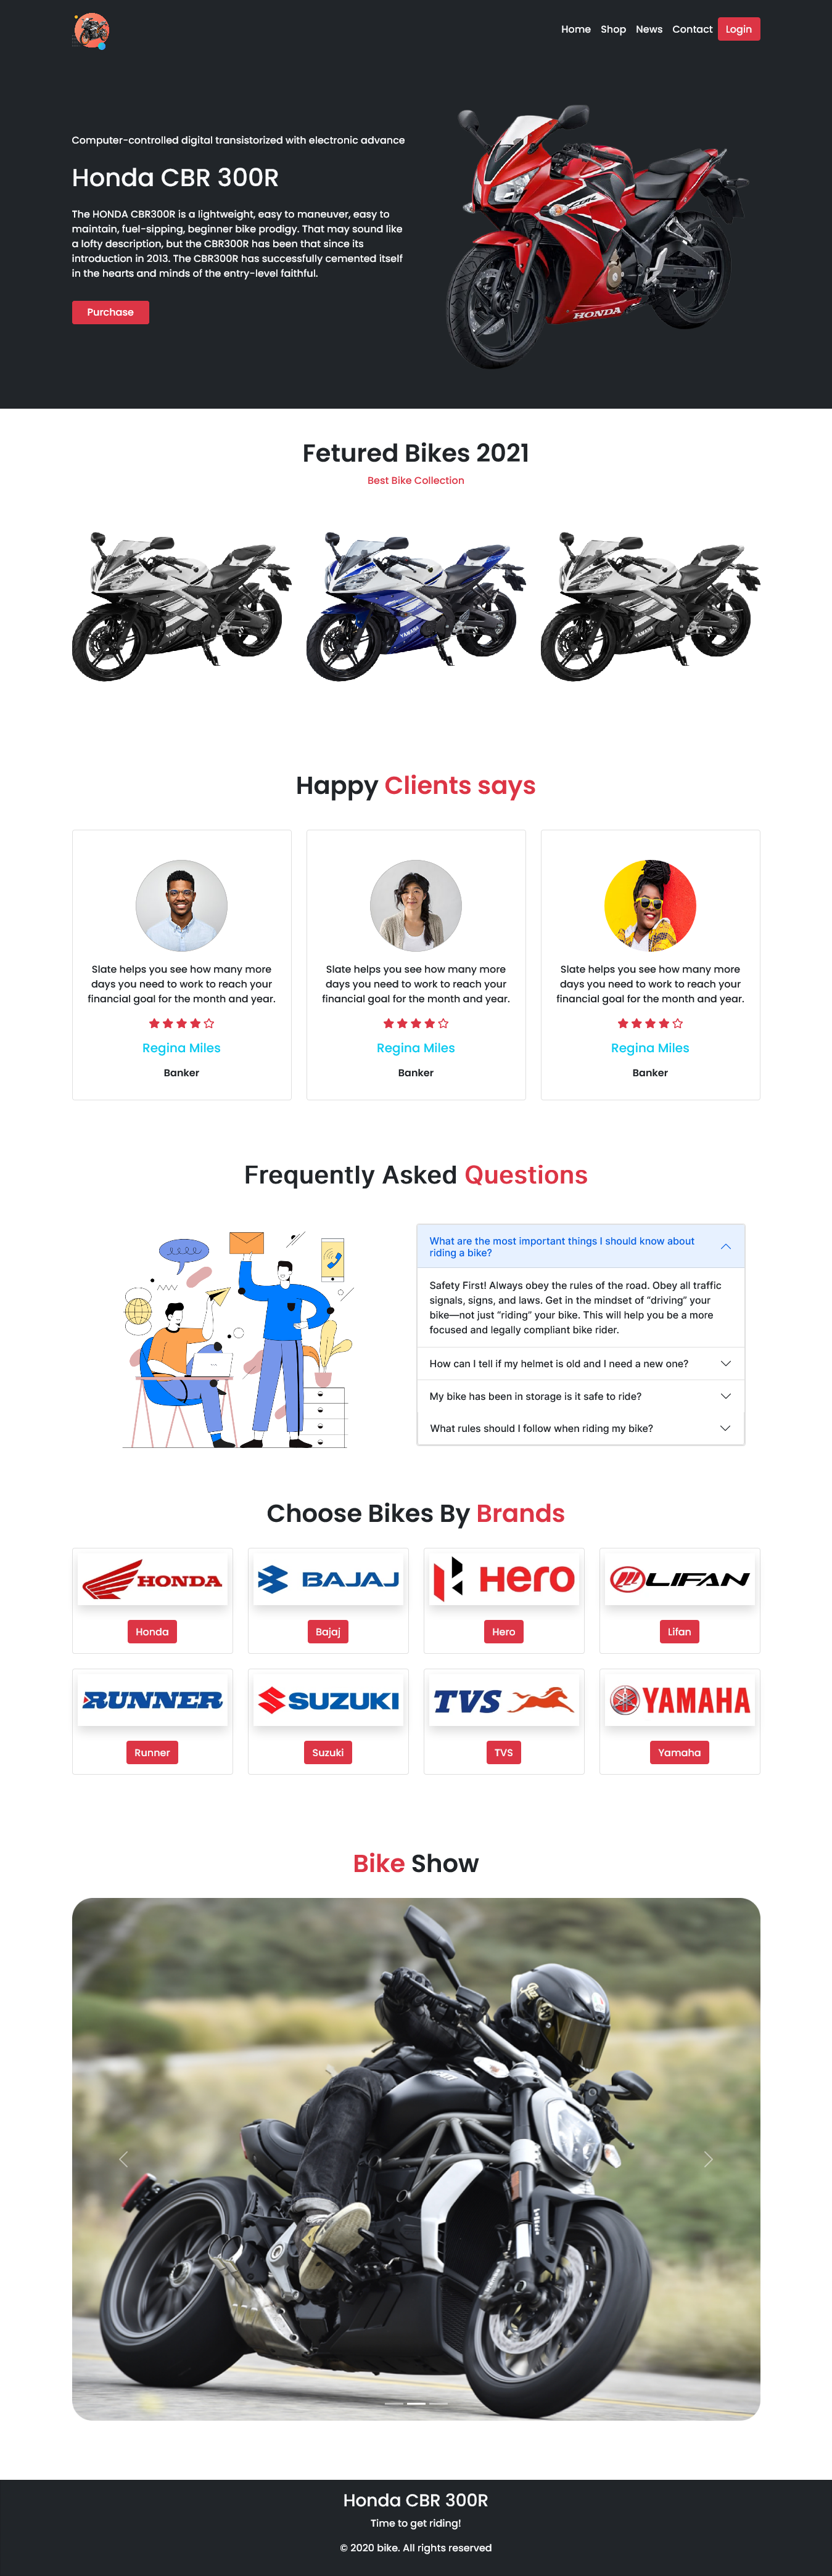 Home Shop News Contact Login
Computer-controlled digital transistorized with electronic advance
Honda CBR 300R
The HONDA CBR300R is a lightweight, easy to maneuver, easy to
maintain, fuel-sipping, beginner bike prodigy. That may sound like
a lofty description, but the CBR300R has been that since its
introduction in 2013. The CBR300R has successfully cemented itself
in the hearts and minds of the entry-level faithful.
Purchase
HONDA
Fetured Bikes 2021
Best Bike Collection
YAMAHA YAMAHA YAMAHA
Happy Clients says
Slate helps you see how many more
days you need to work to reach your
financial goal for the month and year.
Regina Miles
Banker
Slate helps you see how many more
days you need to work to reach your
financial goal for the month and year.
Regina Miles
Banker
Slate helps you see how many more
days you need to work to reach your
financial goal for the month and year.
Regina Miles
Banker
Frequently Asked Questions
What are the most important things I should know about
riding a bike?
Safety First! Always obey the rules of the road. Obey all traffic
signals, signs, and laws. Get in the mindset of “driving” your
bike—not just “riding” your bike. This will help you be a more
focused and legally compliant bike rider.
How can I tell if my helmet is old and I need a new one?
My bike has been in storage is it safe to ride?
What rules should I follow when riding my bike?
Choose Bikes By Brands
HONDA BAJAJ Hero LIFAN
Honda Bajaj Hero Lifan
RUNNER SUZUKI TVS YAMAHA
Runner Suzuki TVS Yamaha
Bike Show
Honda CBR 300R
Time to get riding!
© 2020 bike. All rights reserved